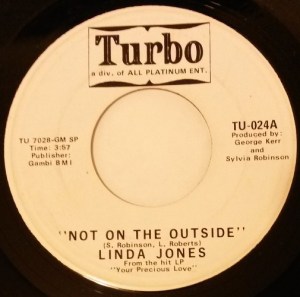 Turbo
a div. of ALL PLATINUM ENT.
TU 7028-GM SP
Time: 3:57
Publisher:
Gambi BMI
TU-024A
Produced by:
George Kerr
and
Sylvia Robinson
"NOT ON THE OUTSIDE"
(S. Robinson, L. Roberts)
LINDA JONES
From the hit LP
"Your Precious Love"